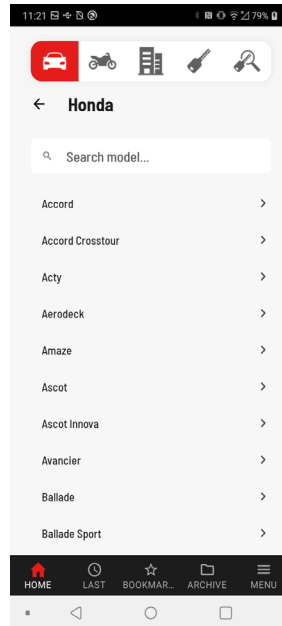 11:21
79%
Honda
Search model...
Accord
Accord Crosstour
Acty
Aerodeck
Amaze
Ascot
Ascot Innova
Avancier
Ballade
Ballade Sport
HOME LAST BOOKMAR... ARCHIVE MENU